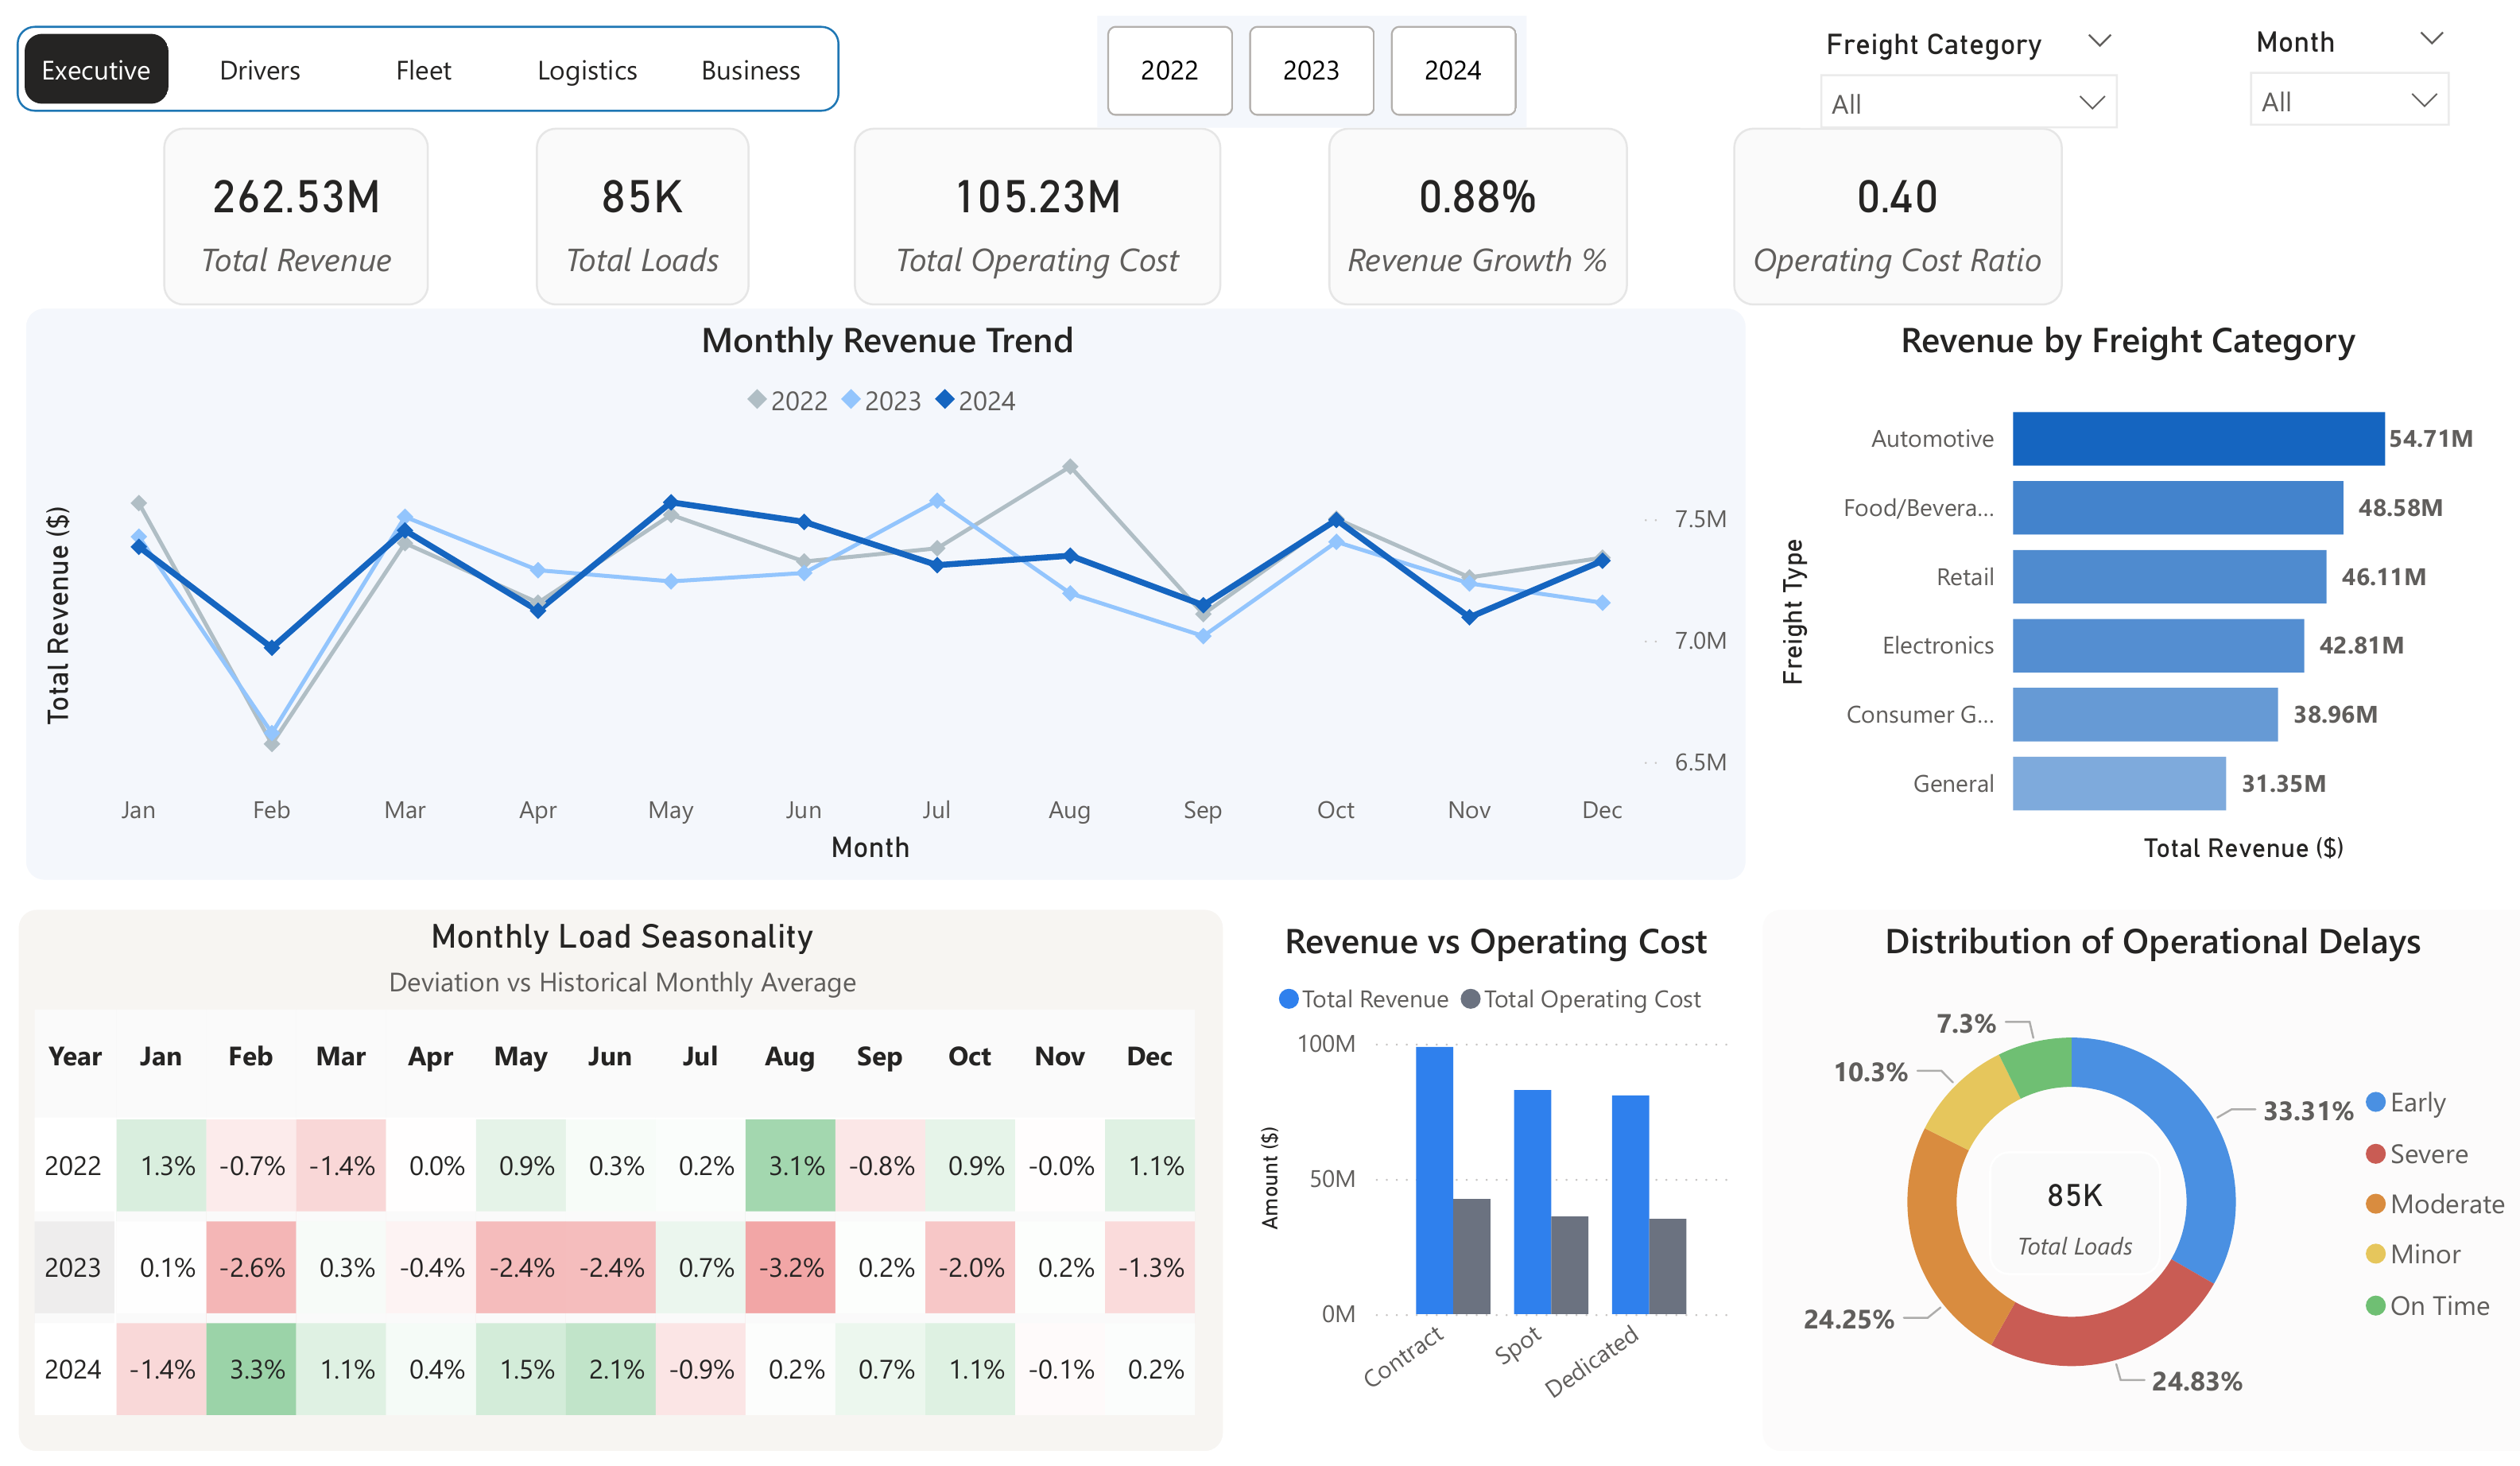 Executive Drivers Fleet Logistics Business
2022 2023 2024
Freight Category
All
Month
All
262.53M
Total Revenue
85K
Total Loads
105.23M
Total Operating Cost
0.88%
Revenue Growth %
0.40
Operating Cost Ratio
Monthly Revenue Trend
2022 2023 2024
Total Revenue ($)
7.5M
7.0M
6.5M
Jan Feb Mar Apr May Jun Jul Aug Sep Oct Nov Dec
Month
Revenue by Freight Category
Freight Type
Automotive 54.71M
Food/Bevera... 48.58M
Retail 46.11M
Electronics 42.81M
Consumer G... 38.96M
General 31.35M
Total Revenue ($)
Monthly Load Seasonality
Deviation vs Historical Monthly Average
Year Jan Feb Mar Apr May Jun Jul Aug Sep Oct Nov Dec
2022 1.3% -0.7% -1.4% 0.0% 0.9% 0.3% 0.2% 3.1% -0.8% 0.9% -0.0% 1.1%
2023 0.1% -2.6% 0.3% -0.4% -2.4% -2.4% 0.7% -3.2% 0.2% -2.0% 0.2% -1.3%
2024 -1.4% 3.3% 1.1% 0.4% 1.5% 2.1% -0.9% 0.2% 0.7% 1.1% -0.1% 0.2%
Revenue vs Operating Cost
Total Revenue Total Operating Cost
Amount ($)
100M
50M
0M
Contract Spot Dedicated
Distribution of Operational Delays
7.3%
10.3%
33.31%
24.25%
24.83%
85K
Total Loads
Early
Severe
Moderate
Minor
On Time